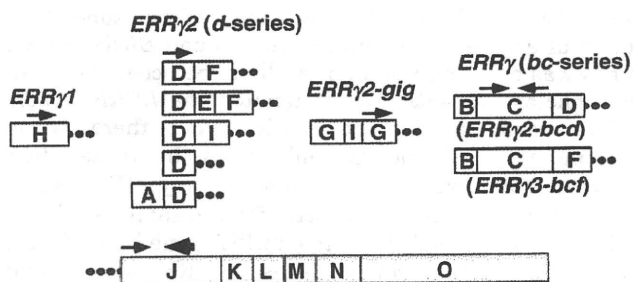 ERRγ2 (d-series)
D F
D E F
D I
D
A D
ERRγ1
H
ERRγ2-gig
G I G
ERRγ (bc-series)
B C D
(ERRγ2-bcd)
B C F
(ERRγ3-bcf)
J K L M N O